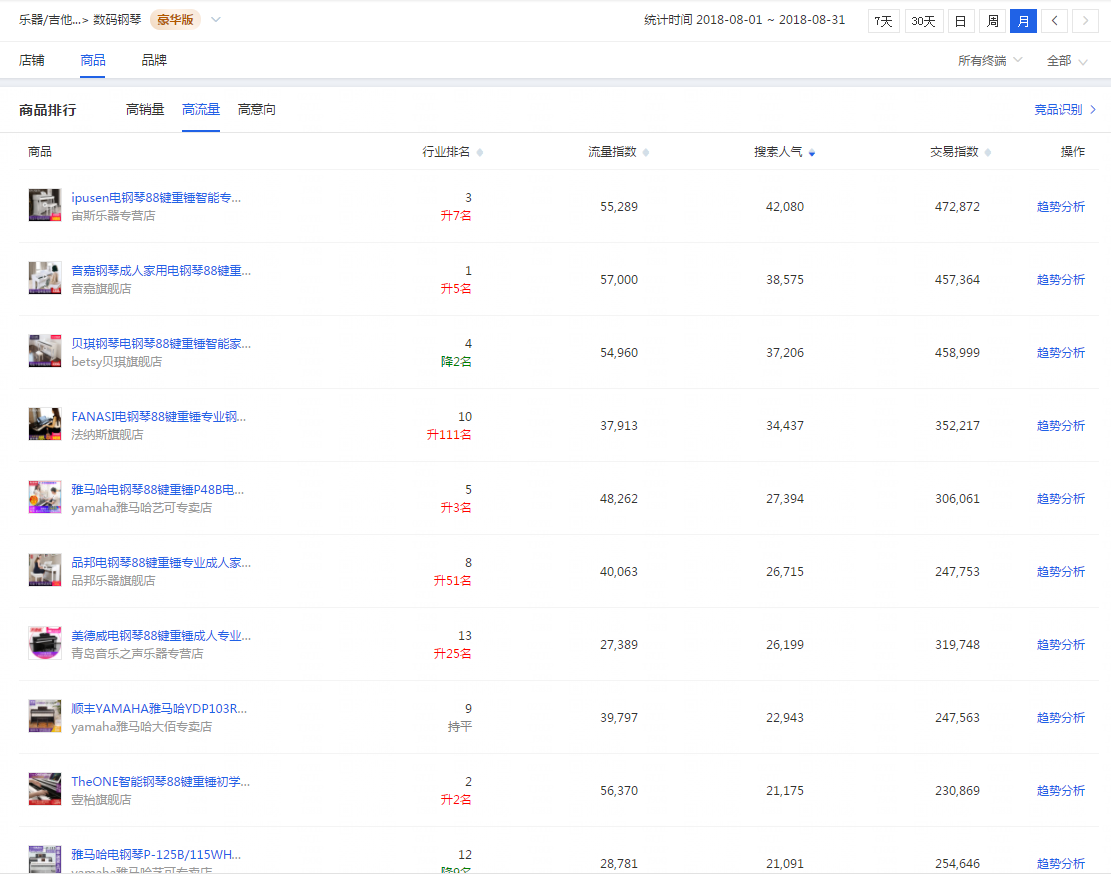 乐器/吉他...> 数码钢琴 豪华版 统计时间 2018-08-01 ~ 2018-08-31 7天 30天 日 周 月
店铺 商品 品牌 所有终端 全部
商品排行 高销量 高流量 高意向 竞品识别
商品 行业排名 流量指数 搜索人气 交易指数 操作
ipusen电钢琴88键重锤智能专... 3 55,289 42,080 472,872 趋势分析
宙斯乐器专营店 升7名
音嘉钢琴成人家用电钢琴88键重... 1 57,000 38,575 457,364 趋势分析
音嘉旗舰店 升5名
贝琪钢琴电钢琴88键重锤智能家... 4 54,960 37,206 458,999 趋势分析
betsy贝琪旗舰店 降2名
FANASI电钢琴88键重锤专业钢... 10 37,913 34,437 352,217 趋势分析
法纳斯旗舰店 升111名
雅马哈电钢琴88键重锤P48B电... 5 48,262 27,394 306,061 趋势分析
yamaha雅马哈艺可专卖店 升3名
品邦电钢琴88键重锤专业成人家... 8 40,063 26,715 247,753 趋势分析
品邦乐器旗舰店 升51名
美德威电钢琴88键重锤成人专业... 13 27,389 26,199 319,748 趋势分析
青岛音乐之声乐器专营店 升25名
顺丰YAMAHA雅马哈YDP103R... 9 39,797 22,943 247,563 趋势分析
yamaha雅马哈大佰专卖店 持平
TheONE智能钢琴88键重锤初学... 2 56,370 21,175 230,869 趋势分析
壹枱旗舰店 升2名
雅马哈电钢琴P-125B/115WH... 12 28,781 21,091 254,646 趋势分析
yamaha雅马哈艺可专卖店 降9名